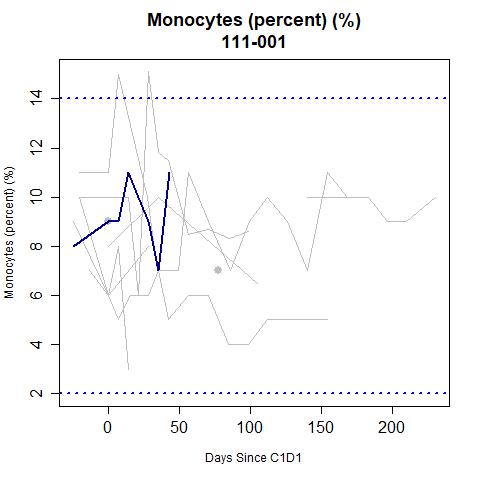 Monocytes (percent) (%)
111-001
Monocytes (percent) (%)
14
12
10
8
6
4
2
0 50 100 150 200
Days Since C1D1